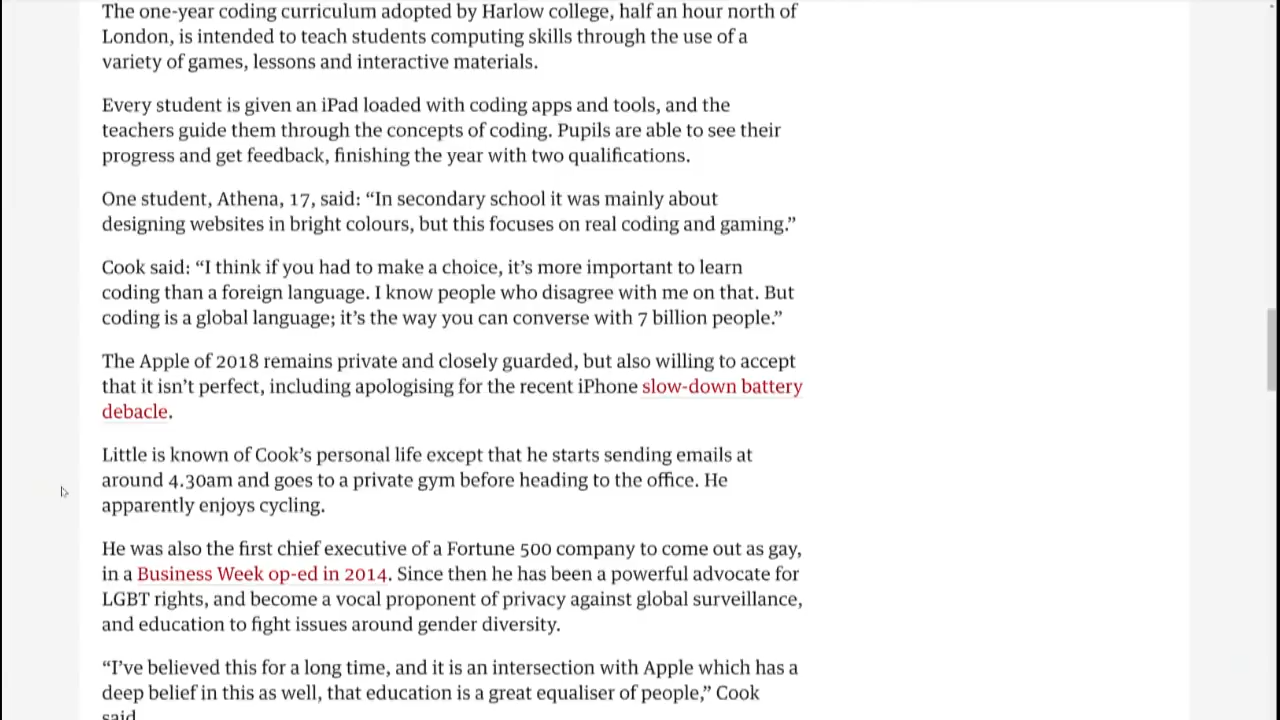 The one-year coding curriculum adopted by Harlow college, half an hour north of
London, is intended to teach students computing skills through the use of a
variety of games, lessons and interactive materials.
Every student is given an iPad loaded with coding apps and tools, and the
teachers guide them through the concepts of coding. Pupils are able to see their
progress and get feedback, finishing the year with two qualifications.
One student, Athena, 17, said: “In secondary school it was mainly about
designing websites in bright colours, but this focuses on real coding and gaming.”
Cook said: “I think if you had to make a choice, it’s more important to learn
coding than a foreign language. I know people who disagree with me on that. But
coding is a global language; it’s the way you can converse with 7 billion people.”
The Apple of 2018 remains private and closely guarded, but also willing to accept
that it isn’t perfect, including apologising for the recent iPhone slow-down battery
debacle.
Little is known of Cook’s personal life except that he starts sending emails at
around 4.30am and goes to a private gym before heading to the office. He
apparently enjoys cycling.
He was also the first chief executive of a Fortune 500 company to come out as gay,
in a Business Week op-ed in 2014. Since then he has been a powerful advocate for
LGBT rights, and become a vocal proponent of privacy against global surveillance,
and education to fight issues around gender diversity.
“I’ve believed this for a long time, and it is an intersection with Apple which has a
deep belief in this as well, that education is a great equaliser of people,” Cook
said